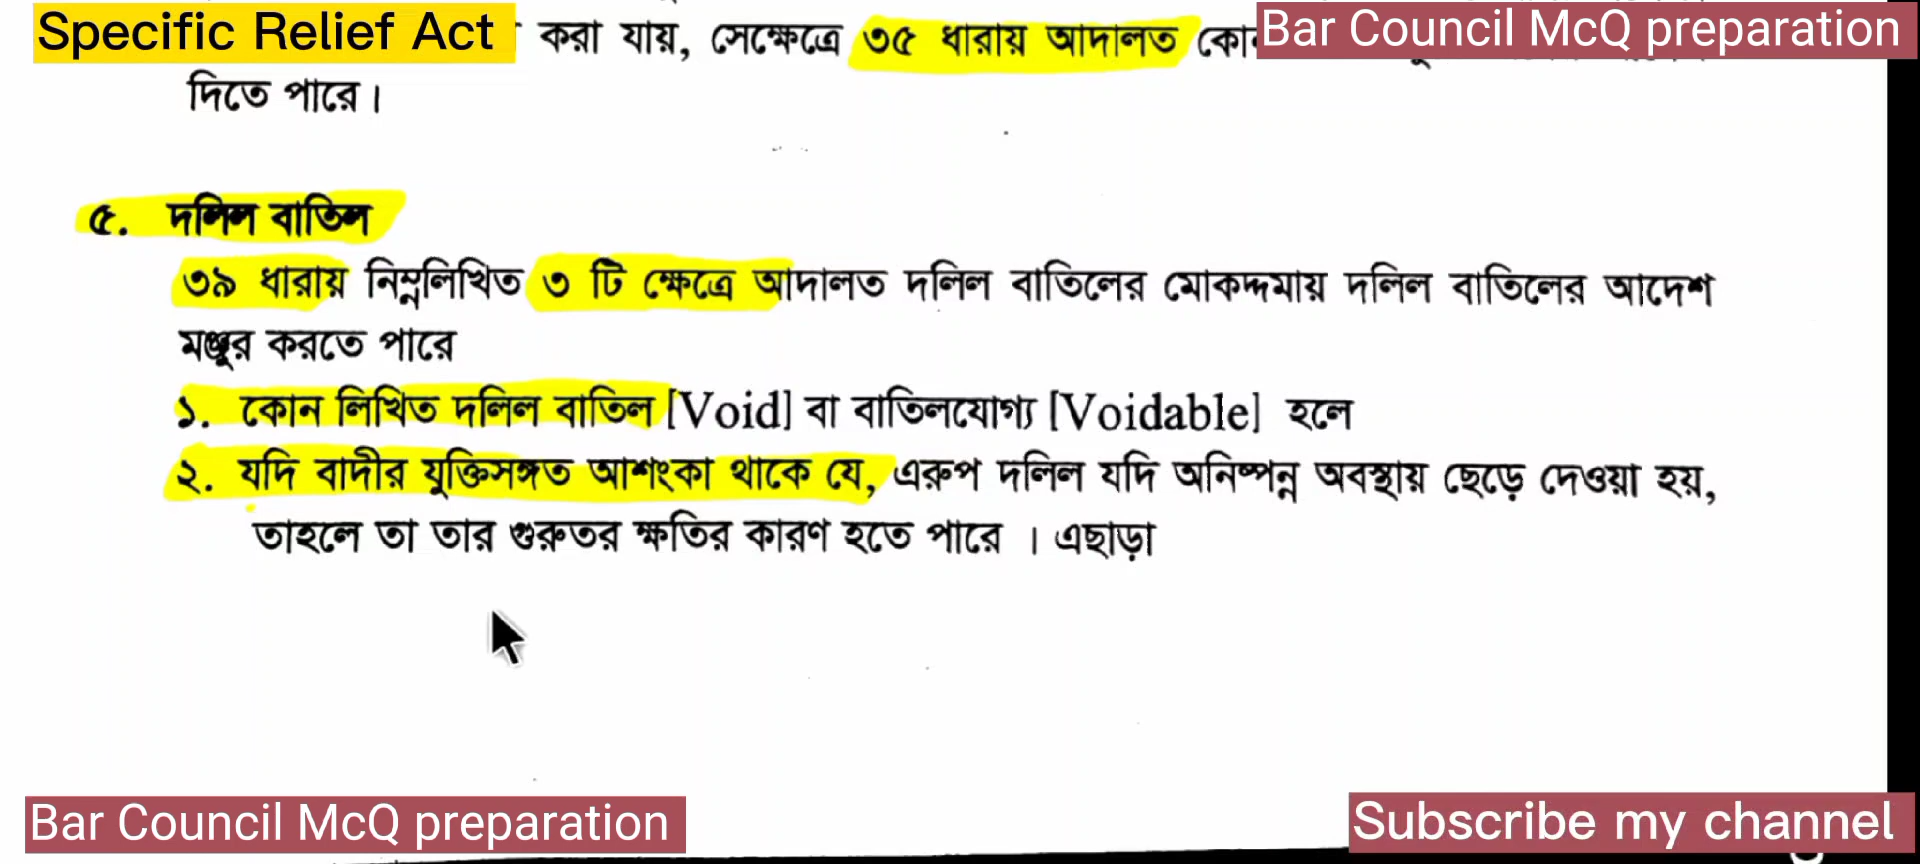 Specific Relief Act
করা যায়, সেক্ষেত্রে ৩৫ ধারায় আদালত
Bar Council McQ preparation
দিতে পারে।
৫. দলিল বাতিল
৩৯ ধারায় নিম্নলিখিত ৩ টি ক্ষেত্রে আদালত দলিল বাতিলের মোকদ্দমায় দলিল বাতিলের আদেশ
মঞ্জুর করতে পারে
১. কোন লিখিত দলিল বাতিল [Void] বা বাতিলযোগ্য [Voidable] হলে
২. যদি বাদীর যুক্তিসঙ্গত আশংকা থাকে যে, এরুপ দলিল যদি অনিষ্পন্ন অবস্থায় ছেড়ে দেওয়া হয়,
তাহলে তা তার গুরুতর ক্ষতির কারণ হতে পারে । এছাড়া
Bar Council McQ preparation
Subscribe my channel